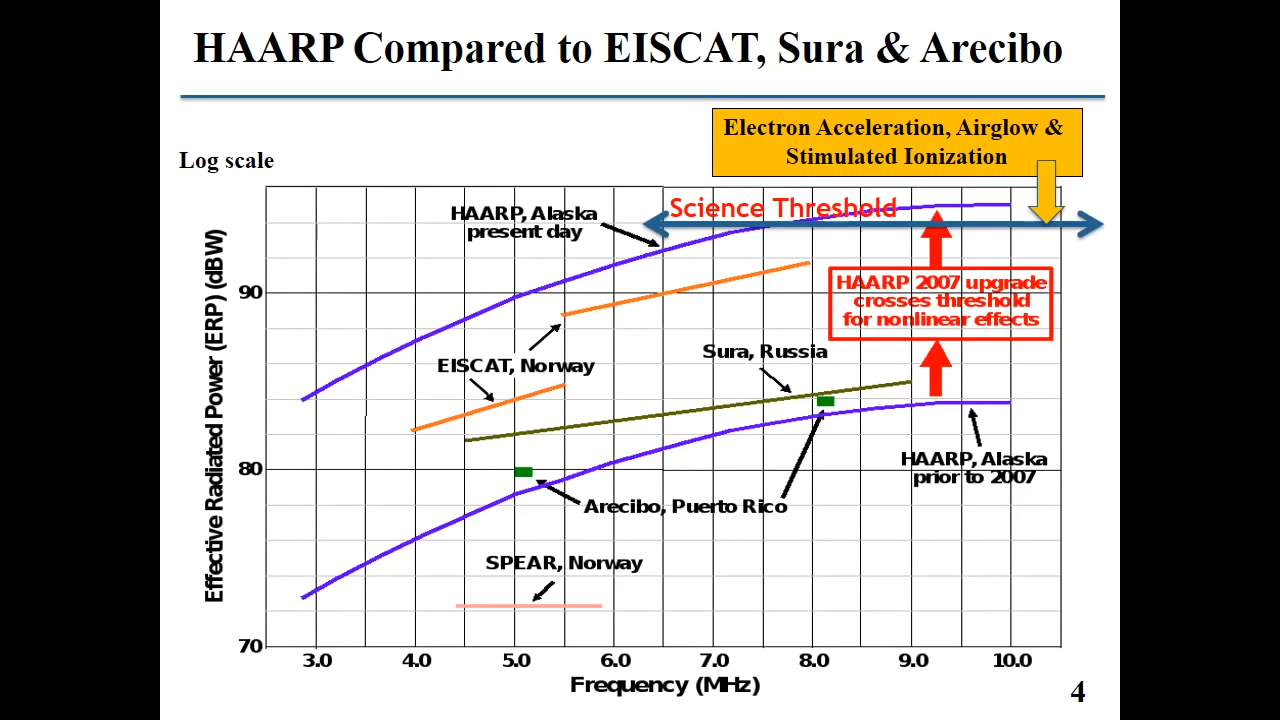 HAARP Compared to EISCAT, Sura & Arecibo
Electron Acceleration, Airglow &
Stimulated Ionization
Log scale
Science Threshold
HAARP, Alaska
present day
HAARP 2007 upgrade
crosses threshold
for nonlinear effects
EISCAT, Norway
Sura, Russia
HAARP, Alaska
prior to 2007
Arecibo, Puerto Rico
SPEAR, Norway
Effective Radiated Power (ERP) (dBW)
90
80
70
3.0 4.0 5.0 6.0 7.0 8.0 9.0 10.0
Frequency (MHz)
4